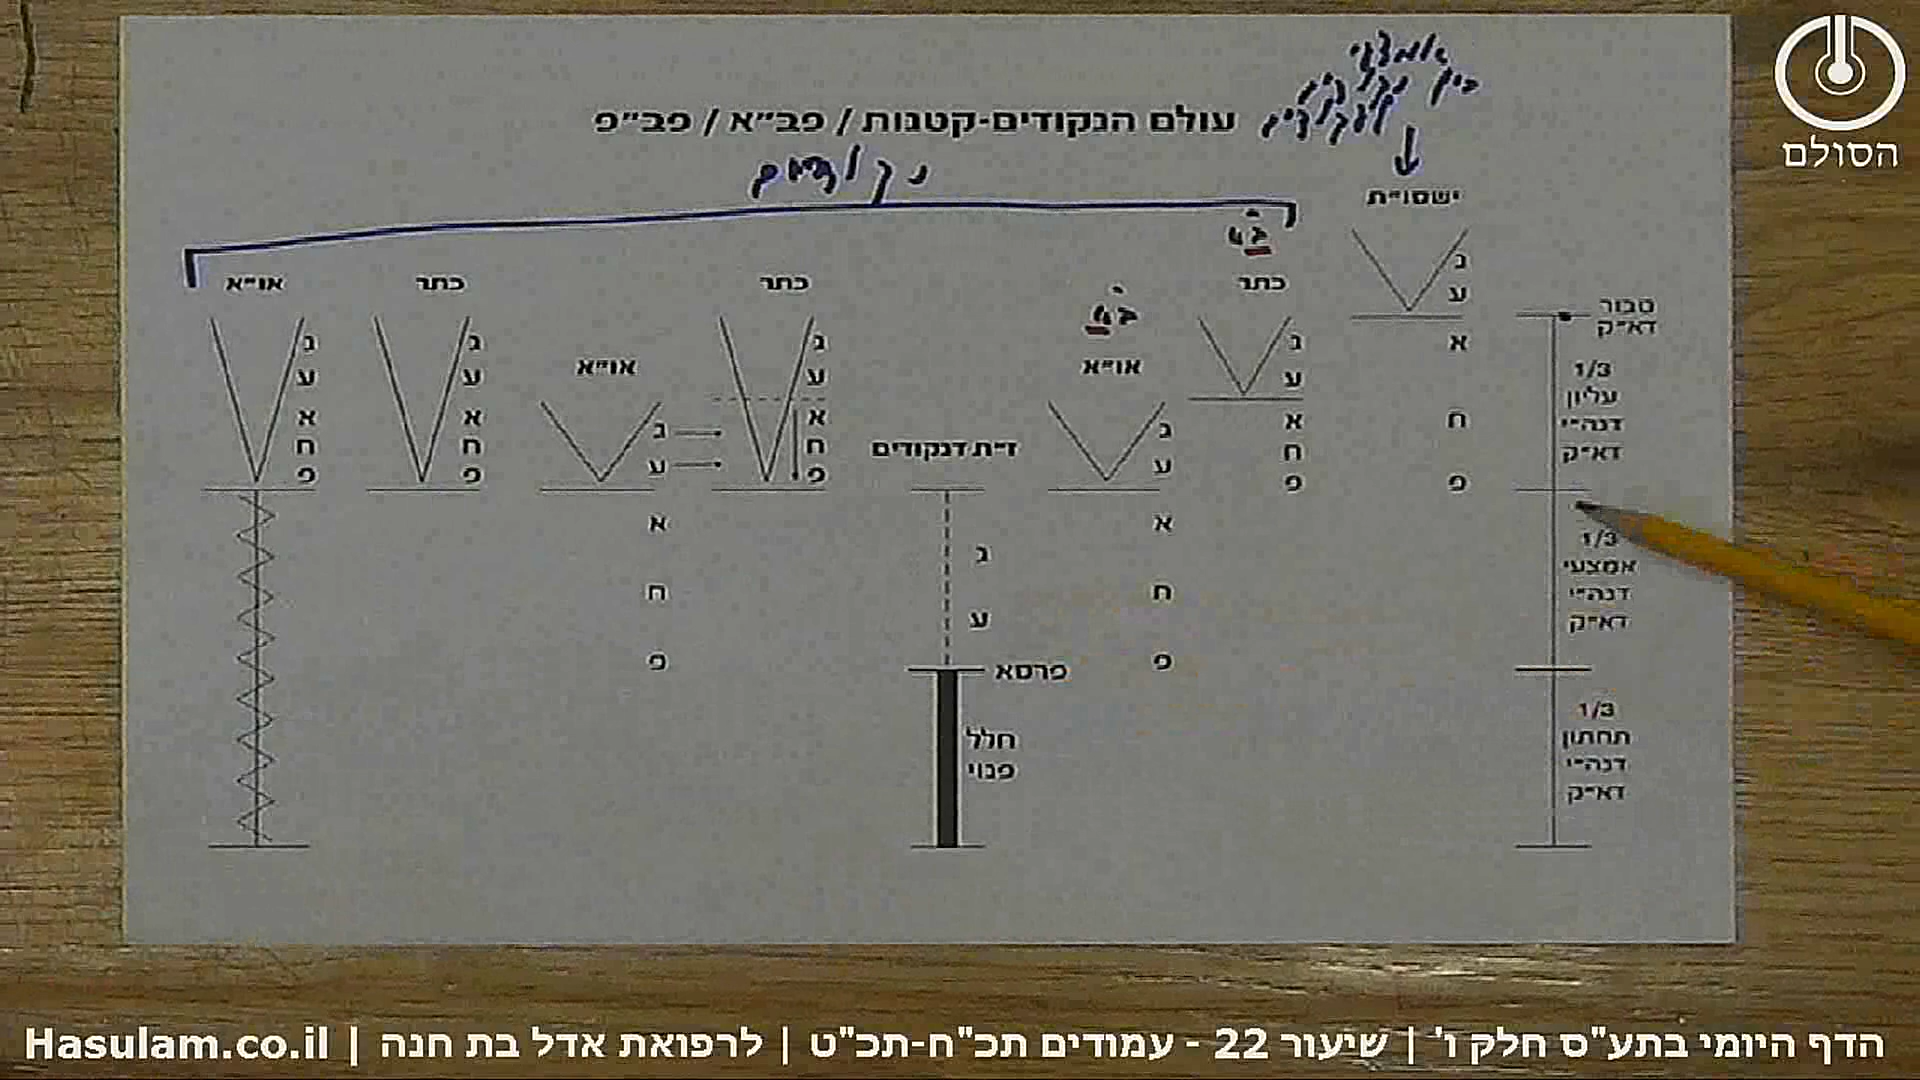 הסולם
עולם הנקודים-קטנות / פב״א / פב״פ
נקודים
ישסו״ת
נ
ע
א
ח
פ
כתר
נ
ע
א
ח
פ
או״א
נ
ע
א
ח
פ
ז״ת דנקודים
נ
ע
פרסא
חלל
פנוי
כתר
נ
ע
א
ח
פ
או״א
נ
ע
א
ח
פ
כתר
נ
ע
א
ח
פ
או״א
נ
ע
א
ח
פ
טבור
דא״ק
1/3
עליון
דנה״י
דא״ק
1/3
אמצעי
דנה״י
דא״ק
1/3
תחתון
דנה״י
דא״ק
הדף היומי בתע"ס חלק ו' | שיעור 22 - עמודים תכ"ח-תכ"ט | לרפואת אדל בת חנה | Hasulam.co.il